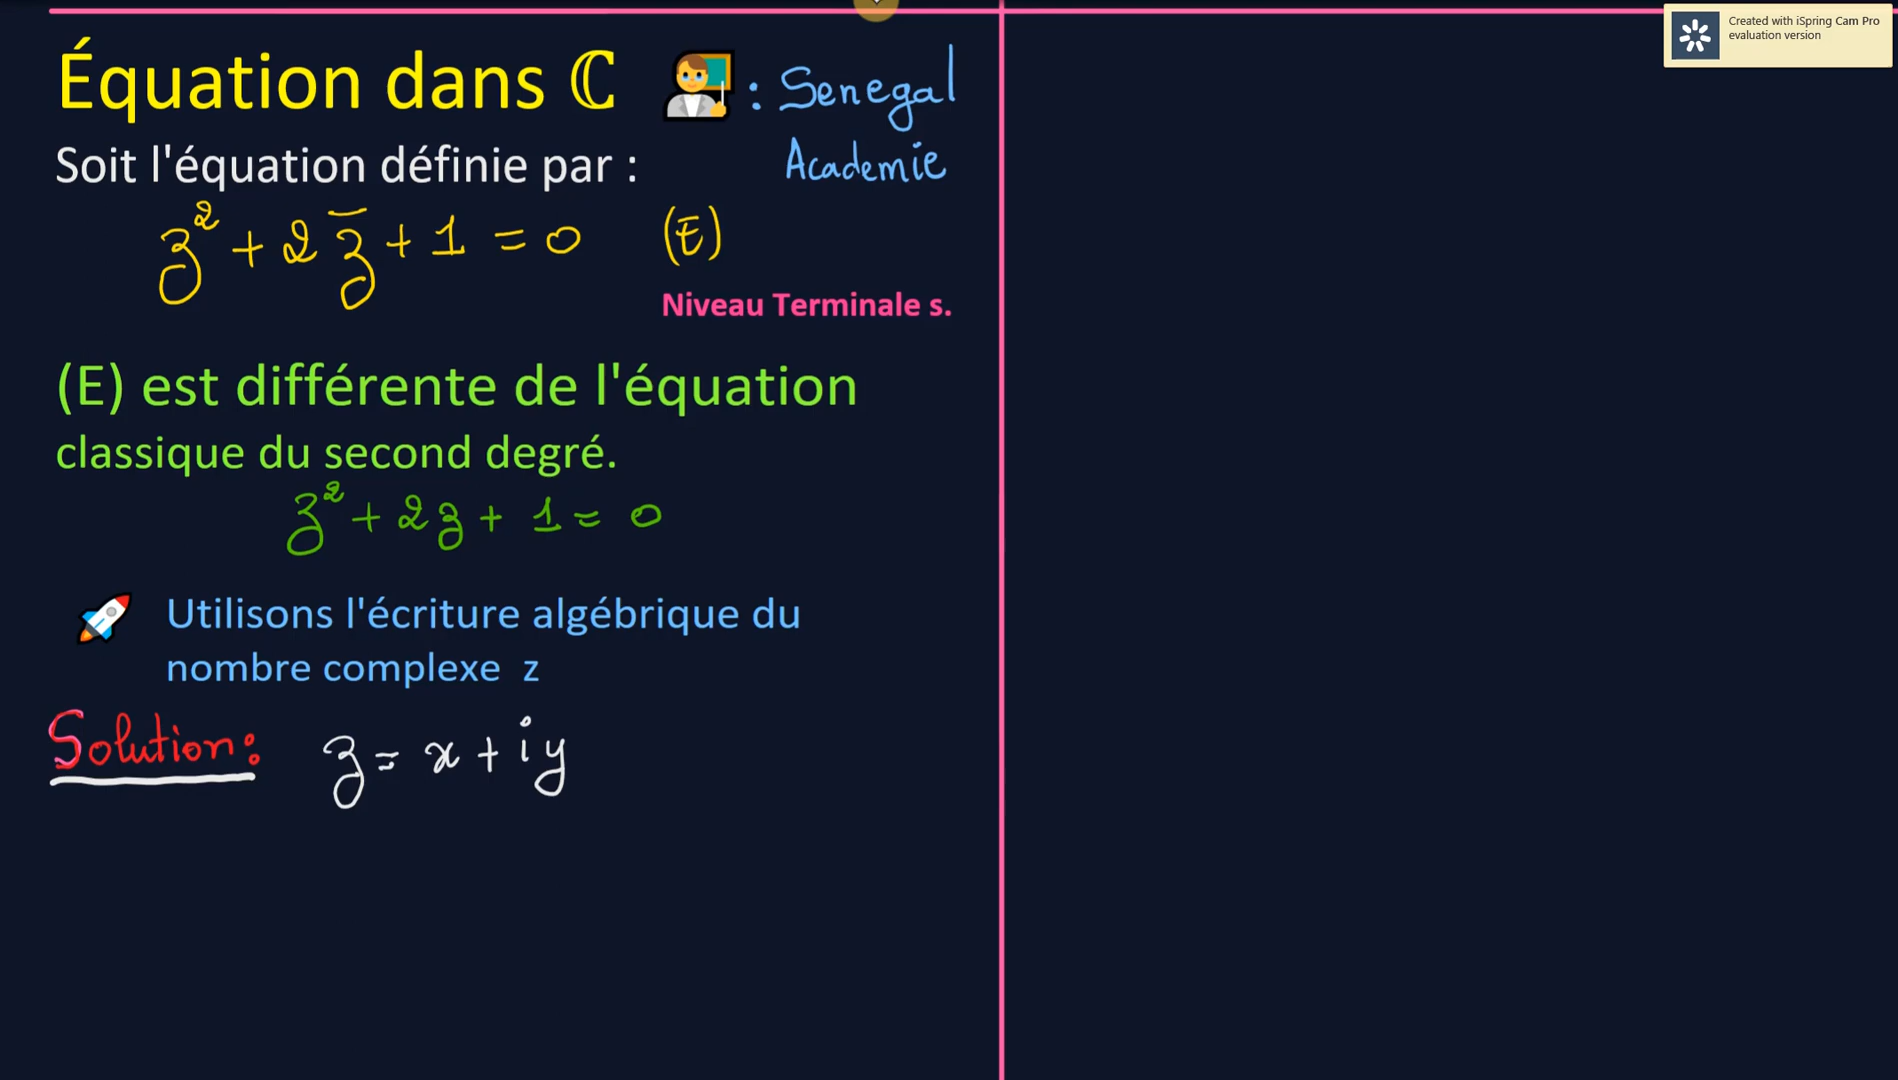 Équation dans ℂ : Senegal
Academie
Soit l'équation définie par :
z² + 2z̄ + 1 = 0 (E)
Niveau Terminale s.
(E) est différente de l'équation
classique du second degré.
z² + 2z + 1 = 0
Utilisons l'écriture algébrique du
nombre complexe z
Solution: z = x + iy
Created with iSpring Cam Pro
evaluation version